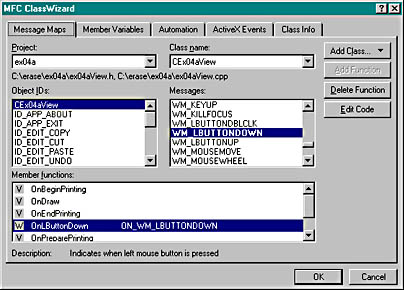 MFC ClassWizard
Message Maps
Member Variables
Automation
ActiveX Events
Class Info
Project:
Class name:
Add Class...
ex04a
CEx04aView
Add Function
C:\erase\ex04a\ex04aView.h, C:\erase\ex04a\ex04aView.cpp
Object IDs:
Messages:
Delete Function
Edit Code
CEx04aView
ID_APP_ABOUT
ID_APP_EXIT
ID_EDIT_COPY
ID_EDIT_CUT
ID_EDIT_PASTE
ID_EDIT_UNDO
WM_KEYUP
WM_KILLFOCUS
WM_LBUTTONDBLCLK
WM_LBUTTONDOWN
WM_LBUTTONUP
WM_MOUSEMOVE
WM_MOUSEWHEEL
Member functions:
V OnBeginPrinting
V OnDraw
V OnEndPrinting
W OnLButtonDown ON_WM_LBUTTONDOWN
V OnPreparePrinting
Description: Indicates when left mouse button is pressed
OK
Cancel